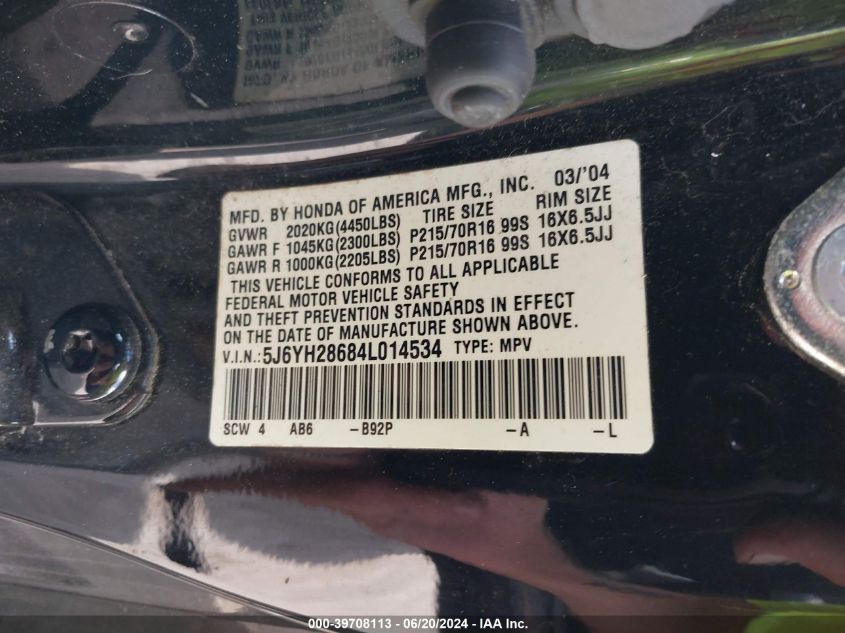 MFD. BY HONDA OF AMERICA MFG., INC. 03/'04
GVWR 2020KG(4450LBS) TIRE SIZE RIM SIZE
GAWR F 1045KG(2300LBS) P215/70R16 99S 16X6.5JJ
GAWR R 1000KG(2205LBS) P215/70R16 99S 16X6.5JJ
THIS VEHICLE CONFORMS TO ALL APPLICABLE
FEDERAL MOTOR VEHICLE SAFETY
AND THEFT PREVENTION STANDARDS IN EFFECT
ON THE DATE OF MANUFACTURE SHOWN ABOVE.
V.I.N.: 5J6YH28684L014534 TYPE: MPV
SCW 4 AB6 -B92P -A -L
000-39708113 - 06/20/2024 - IAA Inc.